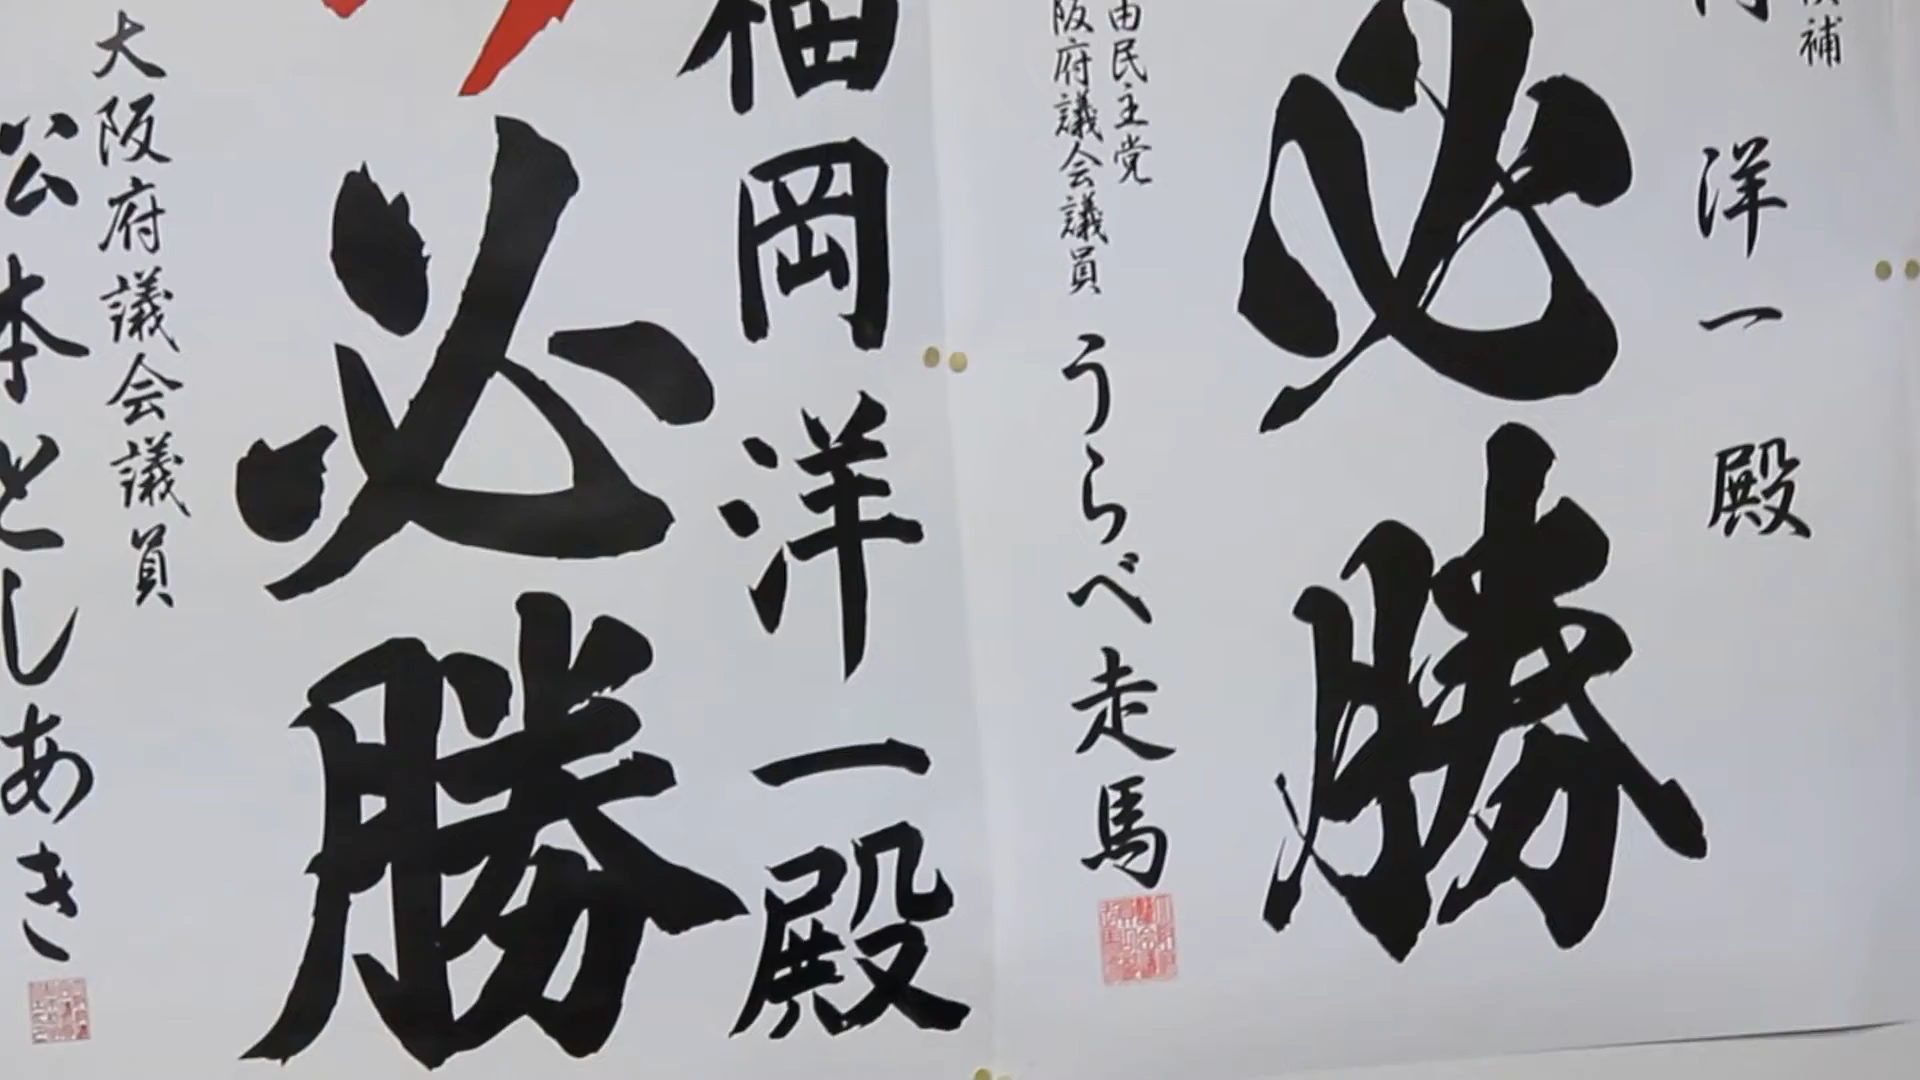 補
洋一殿
必勝
由民主党
阪府議会議員
うらべ走馬
福岡洋一殿
必勝
大阪府議会議員
松本としあき